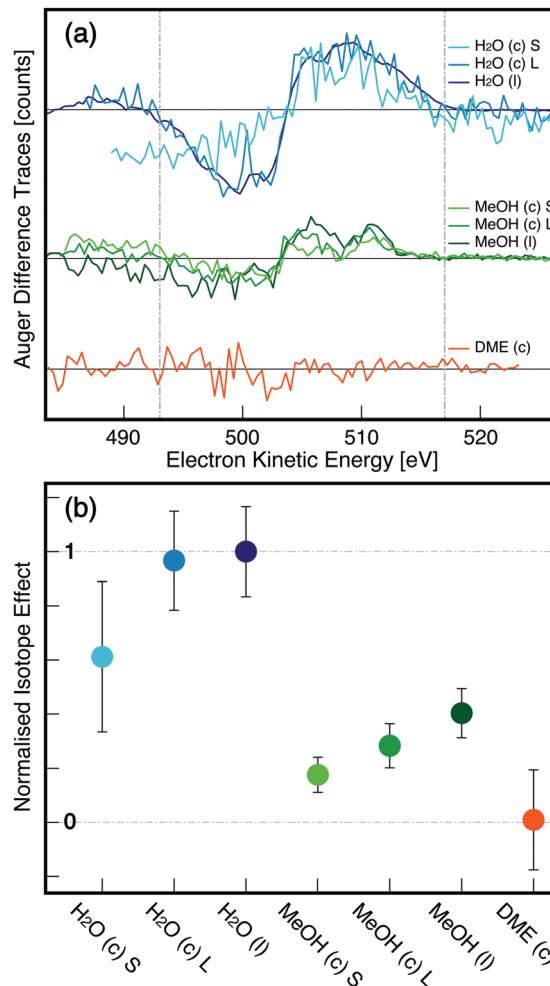 (a)
H2O (c) S
H2O (c) L
H2O (l)
MeOH (c) S
MeOH (c) L
MeOH (l)
DME (c)
Auger Difference Traces [counts]
490
500
510
520
Electron Kinetic Energy [eV]
(b)
1
0
Normalised Isotope Effect
H2O (c) S
H2O (c) L
H2O (l)
MeOH (c) S
MeOH (c) L
MeOH (l)
DME (c)